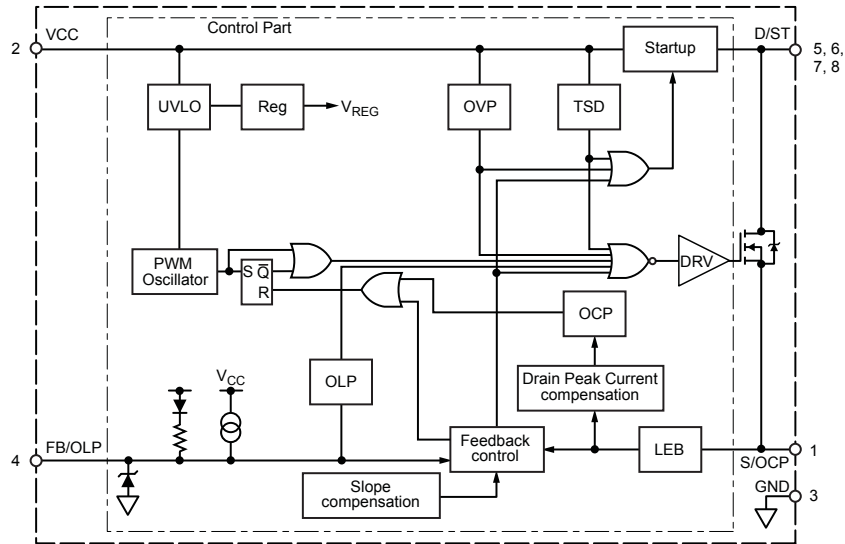 Control Part
2 VCC
D/ST
5, 6,
7, 8
Startup
UVLO
Reg
VREG
OVP
TSD
PWM
Oscillator
S Q̅
R
DRV
OCP
Drain Peak Current
compensation
OLP
VCC
4 FB/OLP
Feedback
control
LEB
1
S/OCP
Slope
compensation
GND
3